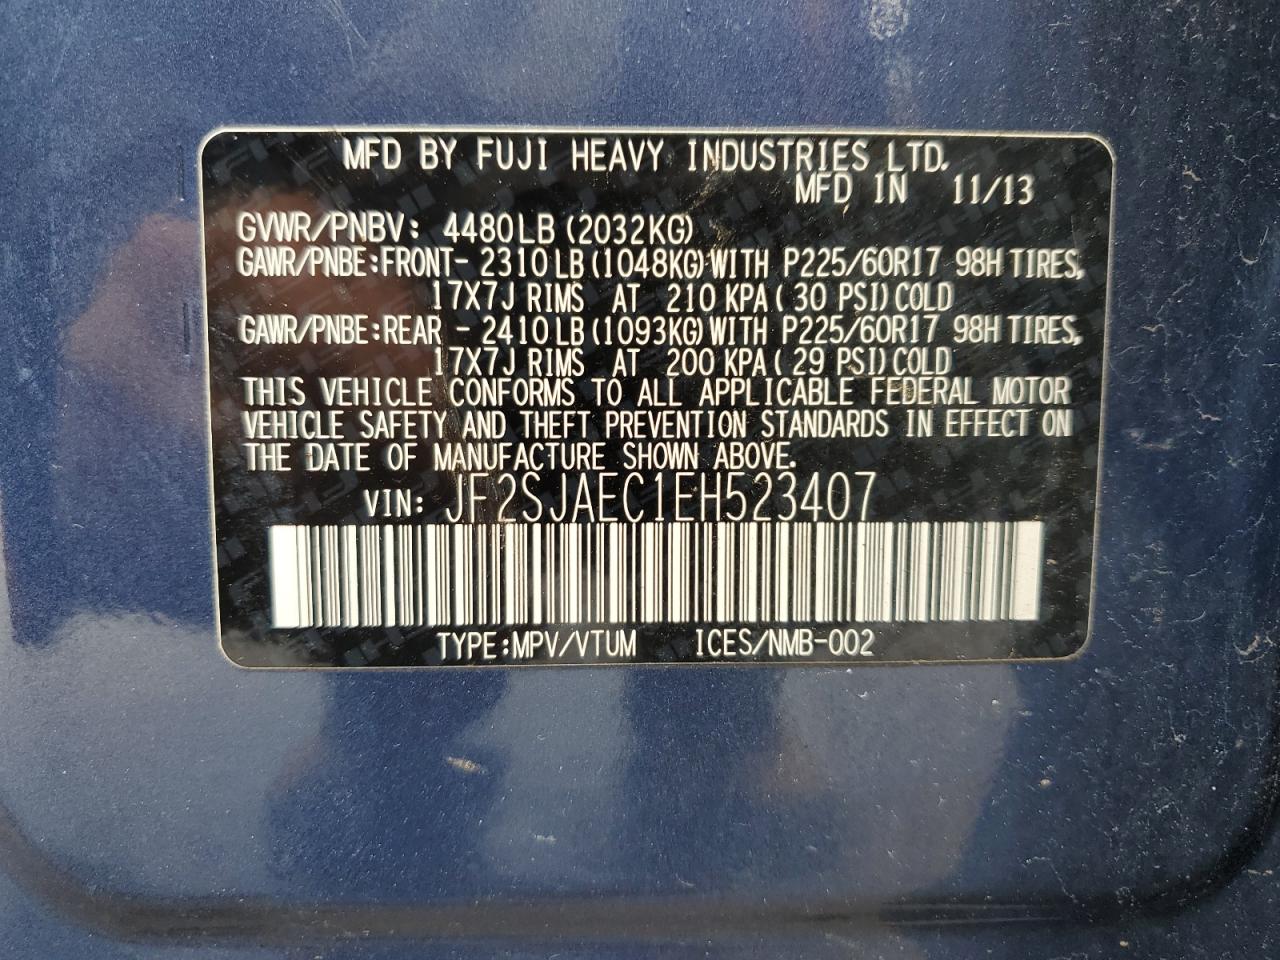 MFD BY FUJI HEAVY INDUSTRIES LTD.
MFD IN 11/13
GVWR/PNBV: 4480LB (2032KG)
GAWR/PNBE:FRONT- 2310 LB (1048KG) WITH P225/60R17 98H TIRES,
17X7J RIMS AT 210 KPA ( 30 PSI) COLD
GAWR/PNBE:REAR - 2410 LB (1093KG) WITH P225/60R17 98H TIRES,
17X7J RIMS AT 200 KPA ( 29 PSI) COLD
THIS VEHICLE CONFORMS TO ALL APPLICABLE FEDERAL MOTOR
VEHICLE SAFETY AND THEFT PREVENTION STANDARDS IN EFFECT ON
THE DATE OF MANUFACTURE SHOWN ABOVE.
VIN: JF2SJAEC1EH523407
TYPE:MPV/VTUM ICES/NMB-002